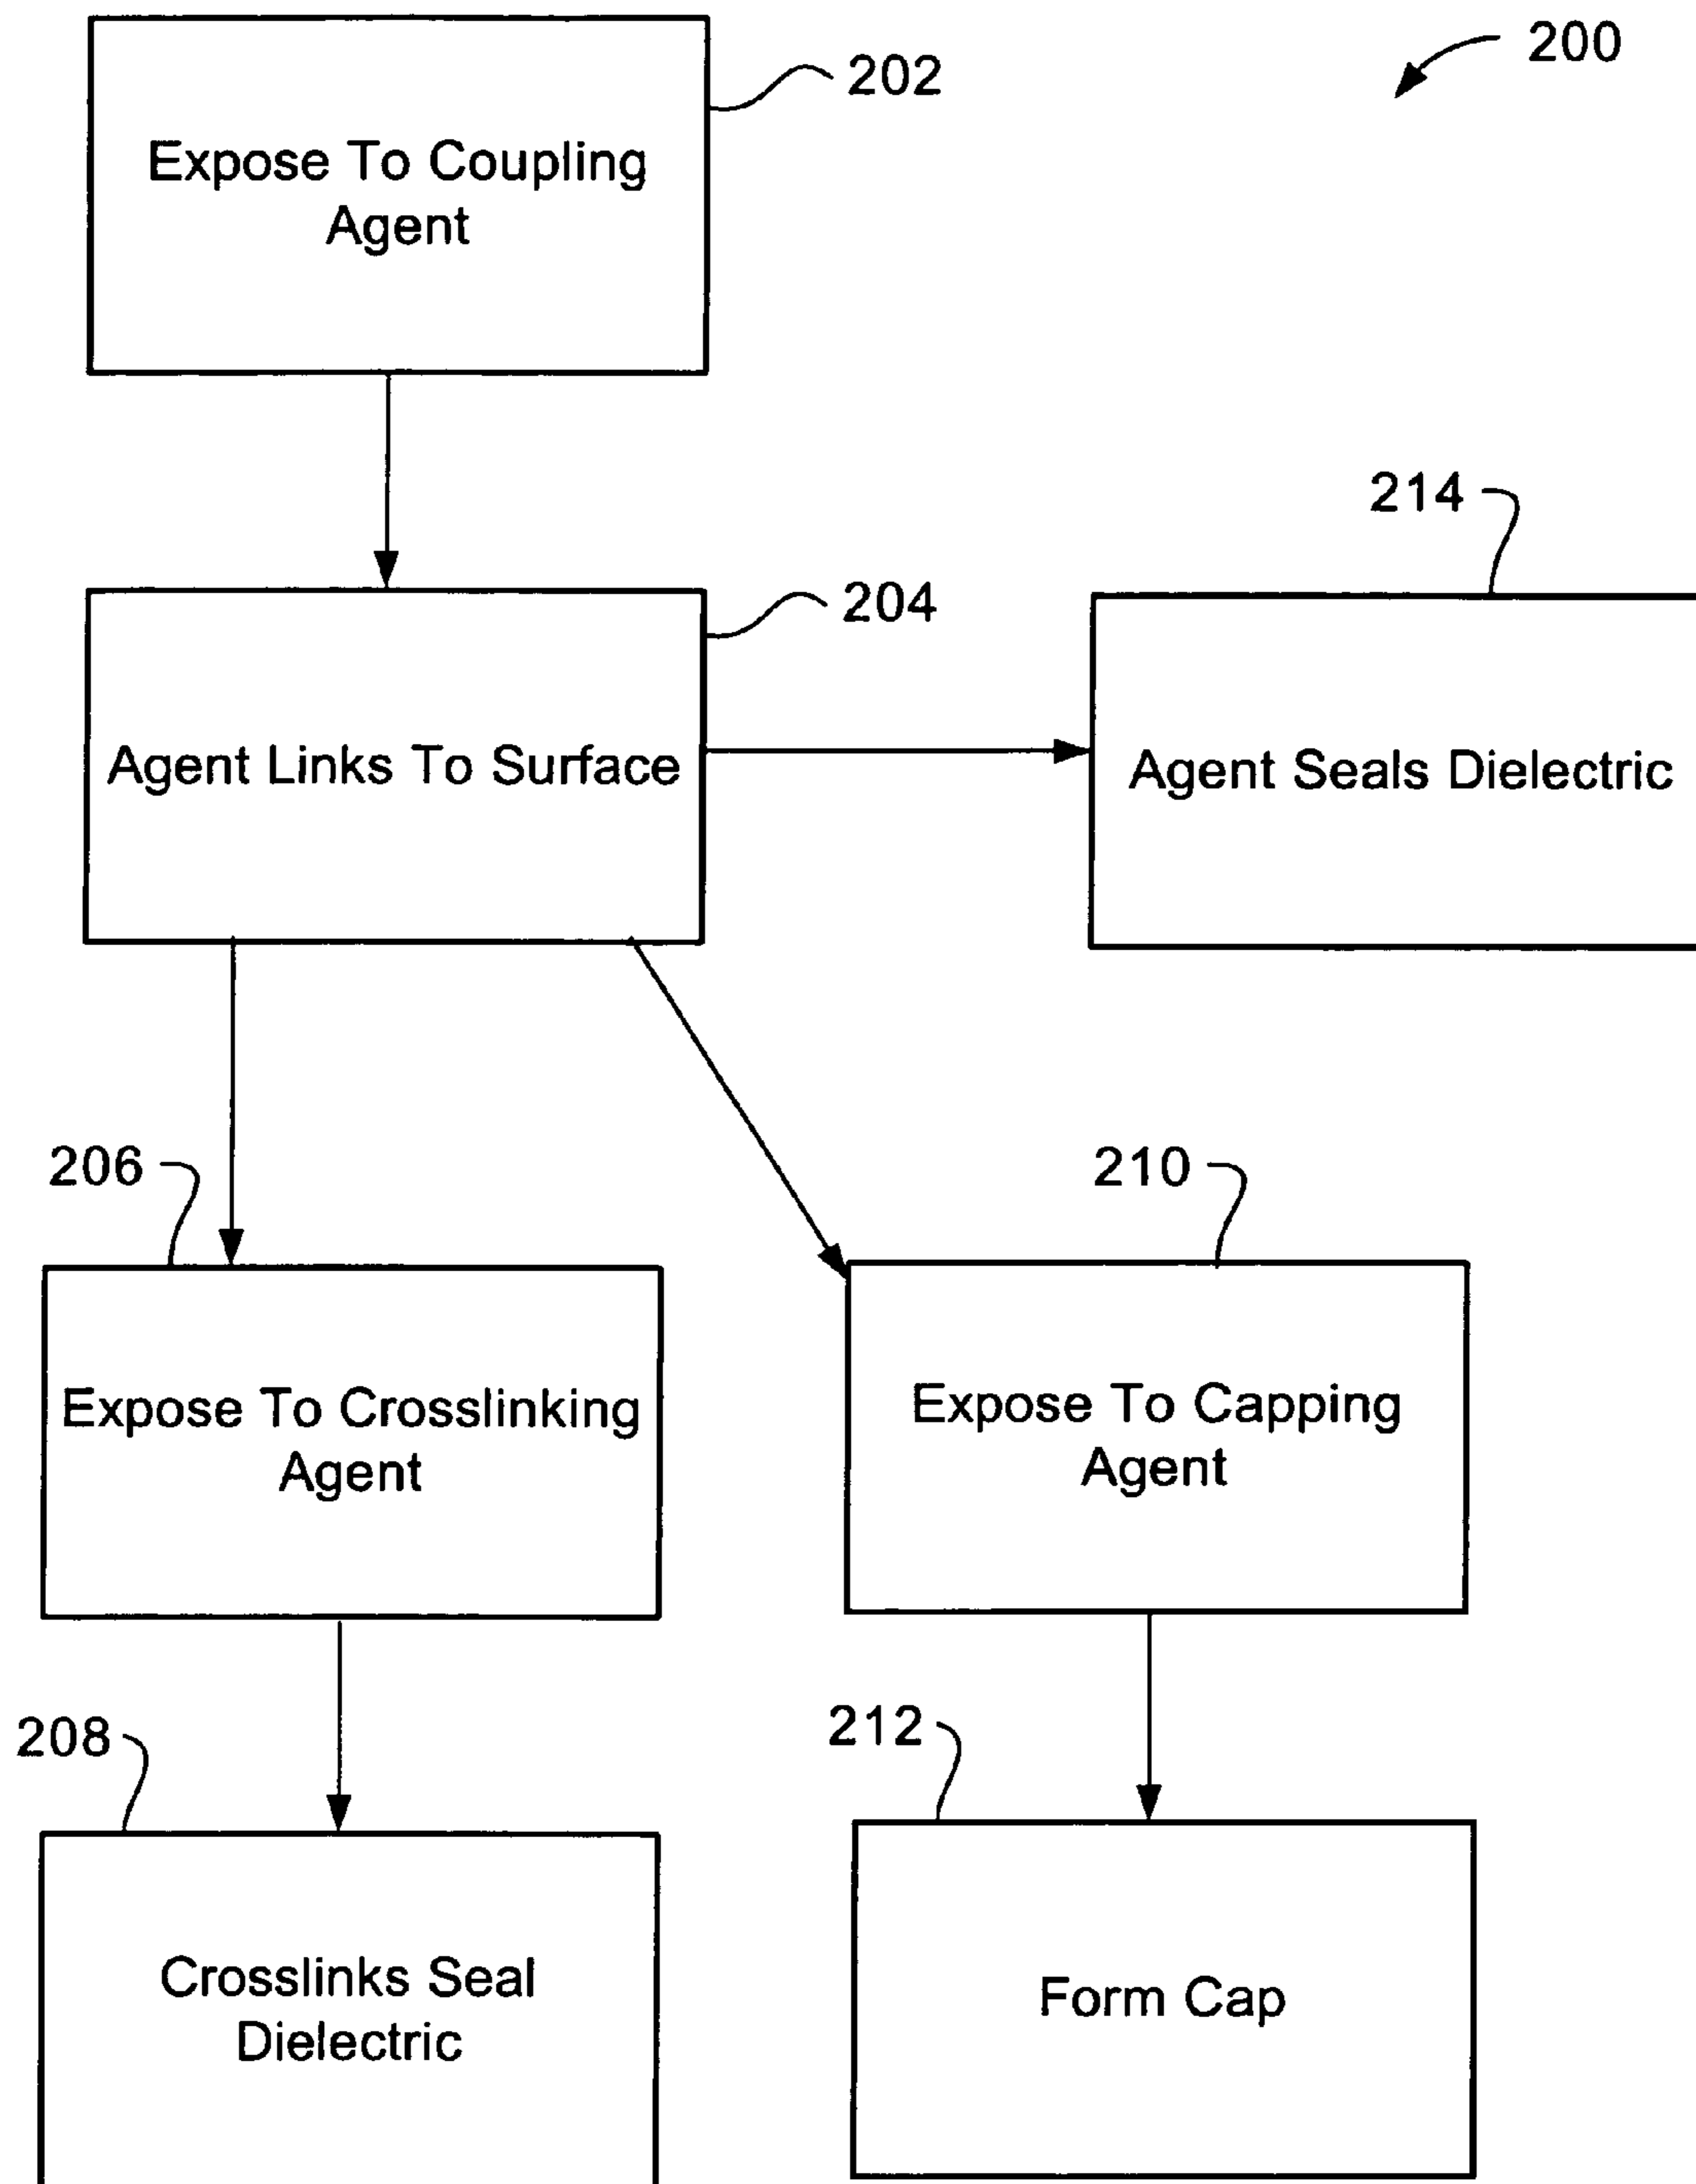 200
202
Expose To Coupling
Agent
204
Agent Links To Surface
214
Agent Seals Dielectric
206
Expose To Crosslinking
Agent
210
Expose To Capping
Agent
208
Crosslinks Seal
Dielectric
212
Form Cap